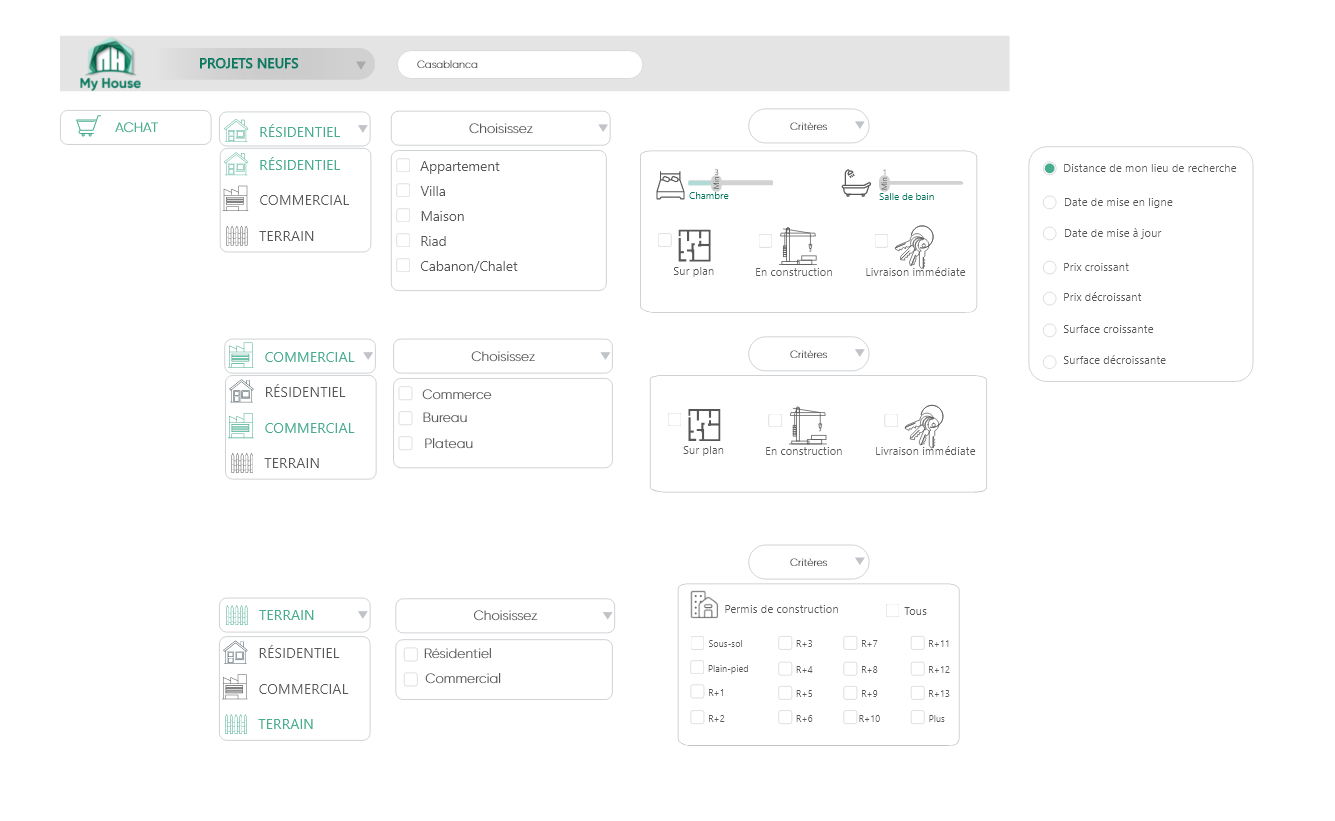 My House
PROJETS NEUFS
Casablanca
ACHAT
RÉSIDENTIEL
RÉSIDENTIEL
COMMERCIAL
TERRAIN
Choisissez
Appartement
Villa
Maison
Riad
Cabanon/Chalet
Critères
3
Min
Chambre
1
Min
Salle de bain
Sur plan
En construction
Livraison immédiate
Distance de mon lieu de recherche
Date de mise en ligne
Date de mise à jour
Prix croissant
Prix décroissant
Surface croissante
Surface décroissante
COMMERCIAL
RÉSIDENTIEL
COMMERCIAL
TERRAIN
Choisissez
Commerce
Bureau
Plateau
Critères
Sur plan
En construction
Livraison immédiate
TERRAIN
RÉSIDENTIEL
COMMERCIAL
TERRAIN
Choisissez
Résidentiel
Commercial
Critères
Permis de construction
Tous
Sous-sol R+3 R+7 R+11
Plain-pied R+4 R+8 R+12
R+1 R+5 R+9 R+13
R+2 R+6 R+10 Plus